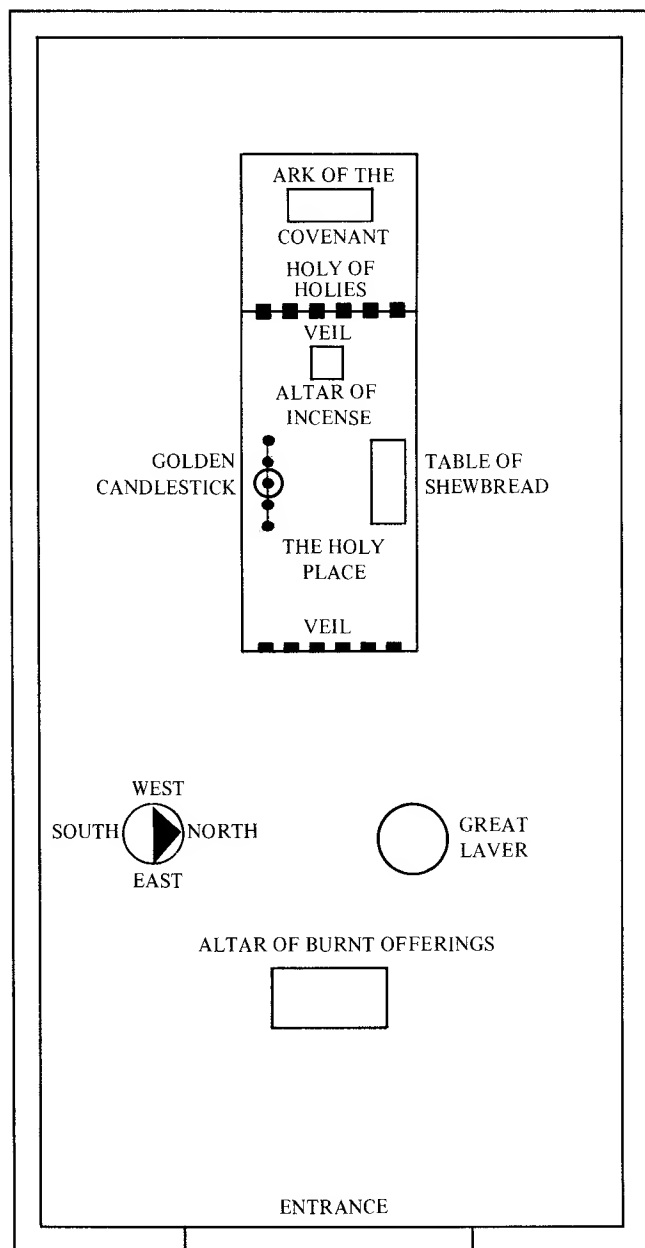 ARK OF THE
COVENANT
HOLY OF
HOLIES
VEIL
ALTAR OF
INCENSE
GOLDEN
CANDLESTICK
TABLE OF
SHEWBREAD
THE HOLY
PLACE
VEIL
WEST
SOUTH NORTH
EAST
GREAT
LAVER
ALTAR OF BURNT OFFERINGS
ENTRANCE